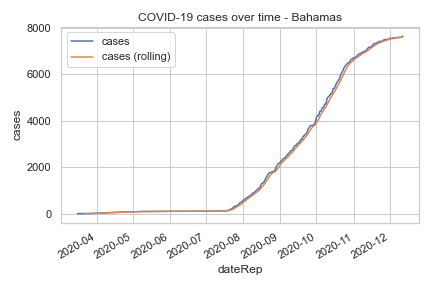 COVID-19 cases over time - Bahamas
8000
6000
4000
2000
0
cases
cases
cases (rolling)
2020-04
2020-05
2020-06
2020-07
2020-08
2020-09
2020-10
2020-11
2020-12
dateRep